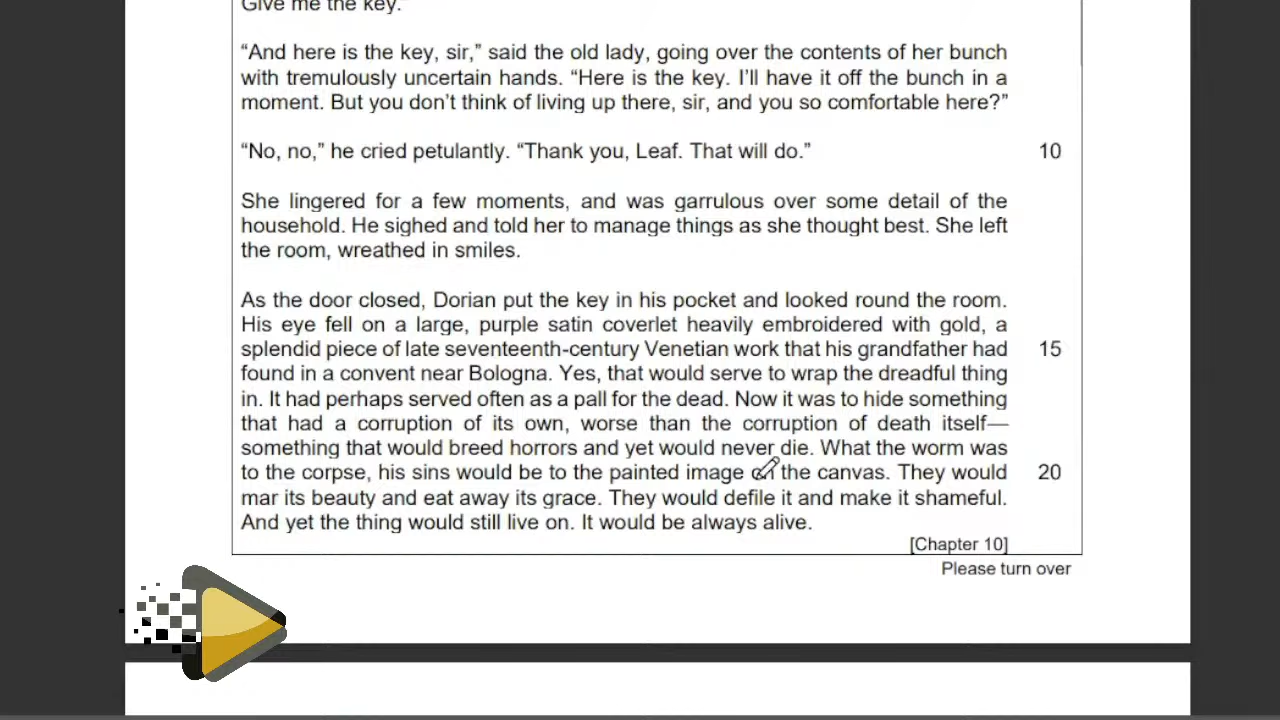 Give me the key.”
“And here is the key, sir,” said the old lady, going over the contents of her bunch
with tremulously uncertain hands. “Here is the key. I’ll have it off the bunch in a
moment. But you don’t think of living up there, sir, and you so comfortable here?”
“No, no,” he cried petulantly. “Thank you, Leaf. That will do.” 10
She lingered for a few moments, and was garrulous over some detail of the
household. He sighed and told her to manage things as she thought best. She left
the room, wreathed in smiles.
As the door closed, Dorian put the key in his pocket and looked round the room.
His eye fell on a large, purple satin coverlet heavily embroidered with gold, a
splendid piece of late seventeenth-century Venetian work that his grandfather had 15
found in a convent near Bologna. Yes, that would serve to wrap the dreadful thing
in. It had perhaps served often as a pall for the dead. Now it was to hide something
that had a corruption of its own, worse than the corruption of death itself—
something that would breed horrors and yet would never die. What the worm was
to the corpse, his sins would be to the painted image on the canvas. They would 20
mar its beauty and eat away its grace. They would defile it and make it shameful.
And yet the thing would still live on. It would be always alive.
[Chapter 10]
Please turn over